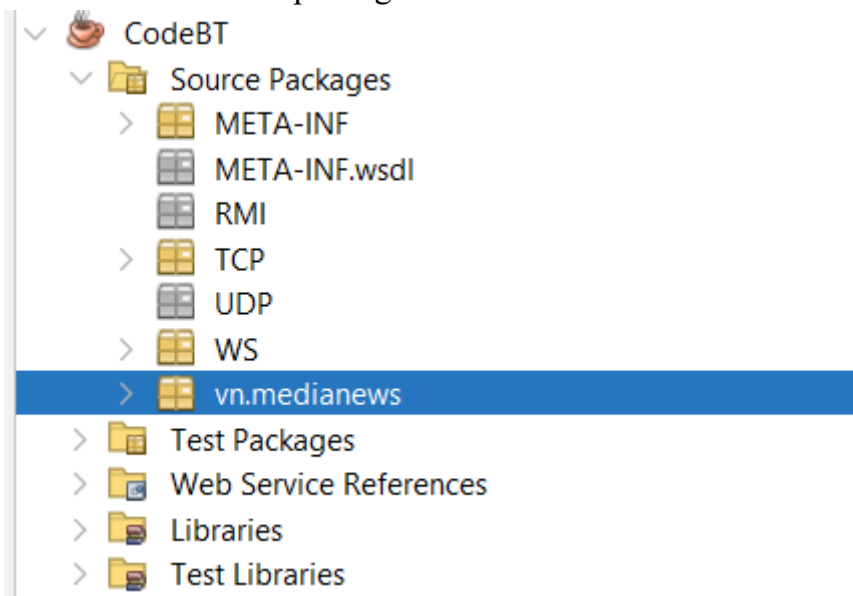 CodeBT
Source Packages
META-INF
META-INF.wsdl
RMI
TCP
UDP
WS
vn.medianews
Test Packages
Web Service References
Libraries
Test Libraries